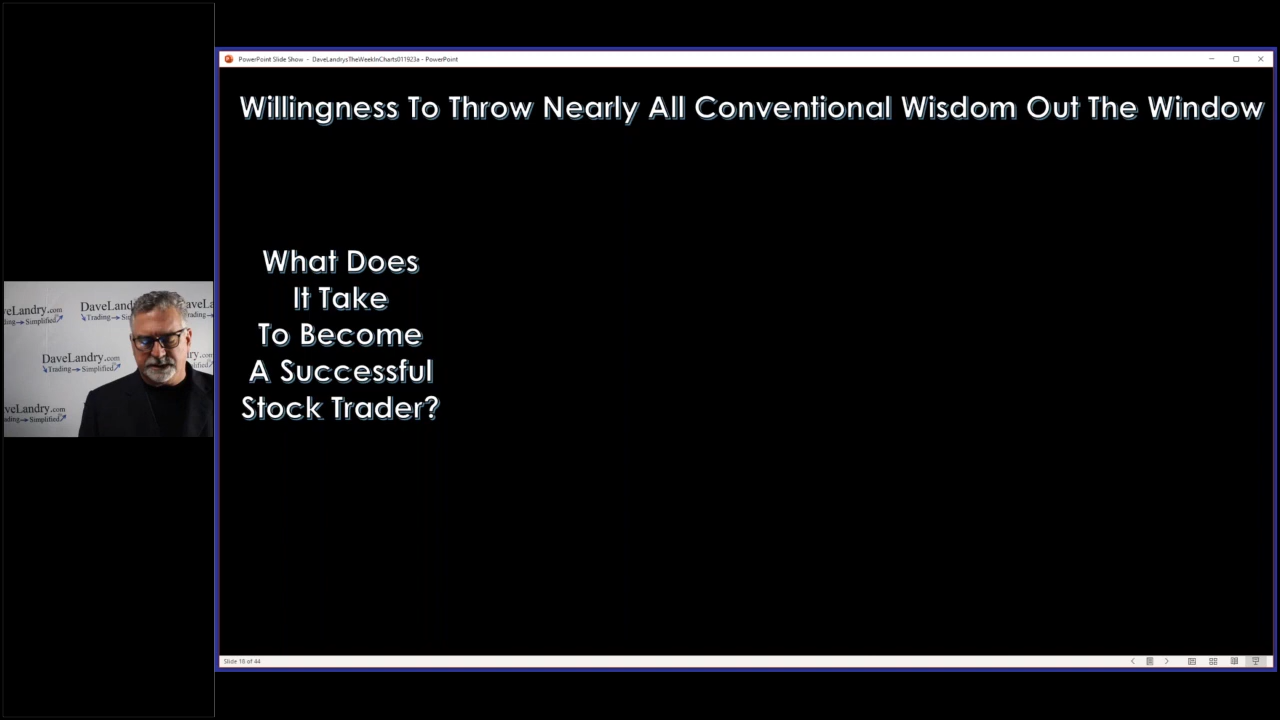 PowerPoint Slide Show - DaveLandrysTheWeekInCharts011923a - PowerPoint
Willingness To Throw Nearly All Conventional Wisdom Out The Window
What Does
It Take
To Become
A Successful
Stock Trader?
DaveLandry.com
Trading Simplified
DaveLandry.com
Slide 18 of 44